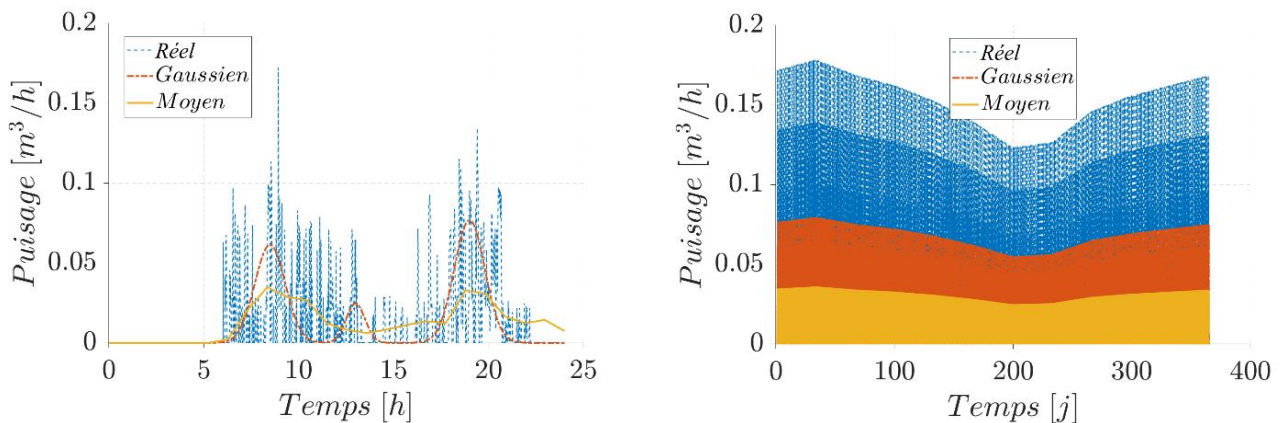 0.2
0.15
0.1
0.05
0
Puisage [m³/h]
Réel
Gaussien
Moyen
0 5 10 15 20 25
Temps [h]
0.2
0.15
0.1
0.05
0
Puisage [m³/h]
Réel
Gaussien
Moyen
0 100 200 300 400
Temps [j]